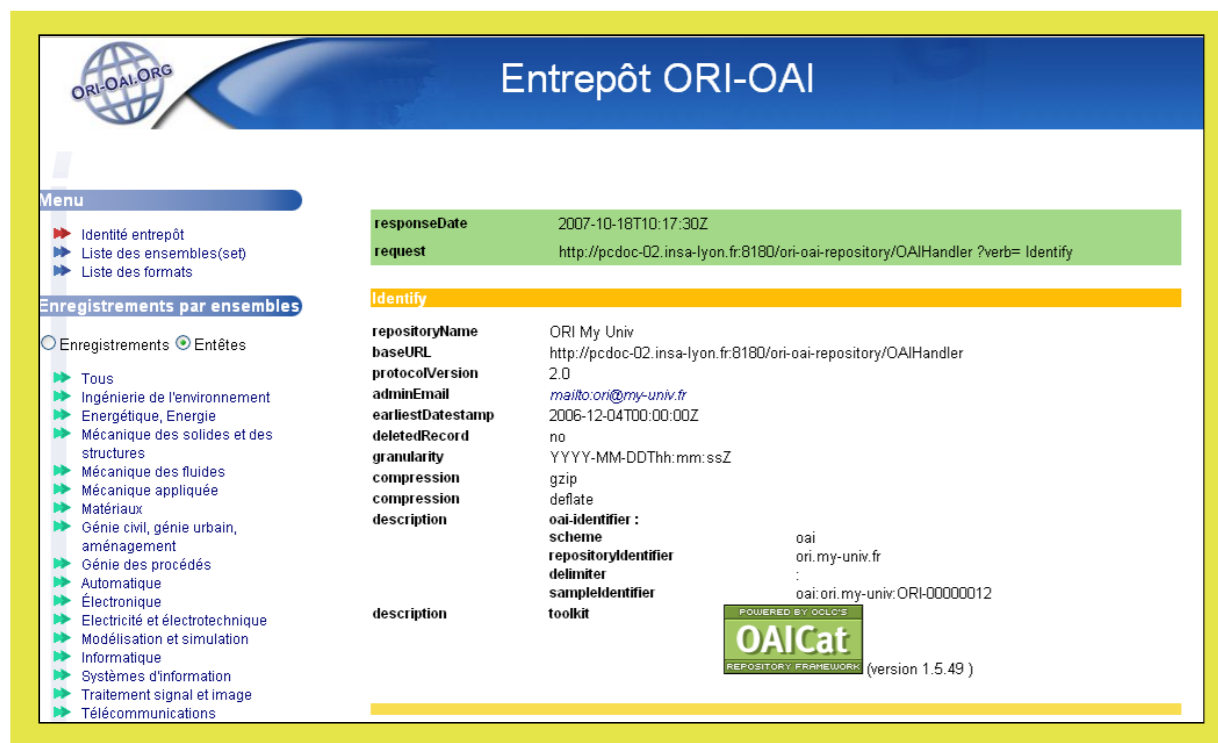 ORI-OAI.ORG
Entrepôt ORI-OAI
Menu
Identité entrepôt
Liste des ensembles(set)
Liste des formats
Enregistrements par ensembles
Enregistrements Entêtes
Tous
Ingénierie de l'environnement
Energétique, Energie
Mécanique des solides et des
structures
Mécanique des fluides
Mécanique appliquée
Matériaux
Génie civil, génie urbain,
aménagement
Génie des procédés
Automatique
Électronique
Electricité et électrotechnique
Modélisation et simulation
Informatique
Systèmes d'information
Traitement signal et image
Télécommunications
responseDate 2007-10-18T10:17:30Z
request http://pcdoc-02.insa-lyon.fr:8180/ori-oai-repository/OAIHandler ?verb= Identify
Identify
repositoryName ORI My Univ
baseURL http://pcdoc-02.insa-lyon.fr:8180/ori-oai-repository/OAIHandler
protocolVersion 2.0
adminEmail mailto:ori@my-univ.fr
earliestDatestamp 2006-12-04T00:00:00Z
deletedRecord no
granularity YYYY-MM-DDThh:mm:ssZ
compression gzip
compression deflate
description oai-identifier :
scheme oai
repositoryIdentifier ori.my-univ.fr
delimiter :
sampleIdentifier oai:ori.my-univ:ORI-00000012
description toolkit
POWERED BY OCLC'S
OAICat
REPOSITORY FRAMEWORK (version 1.5.49 )